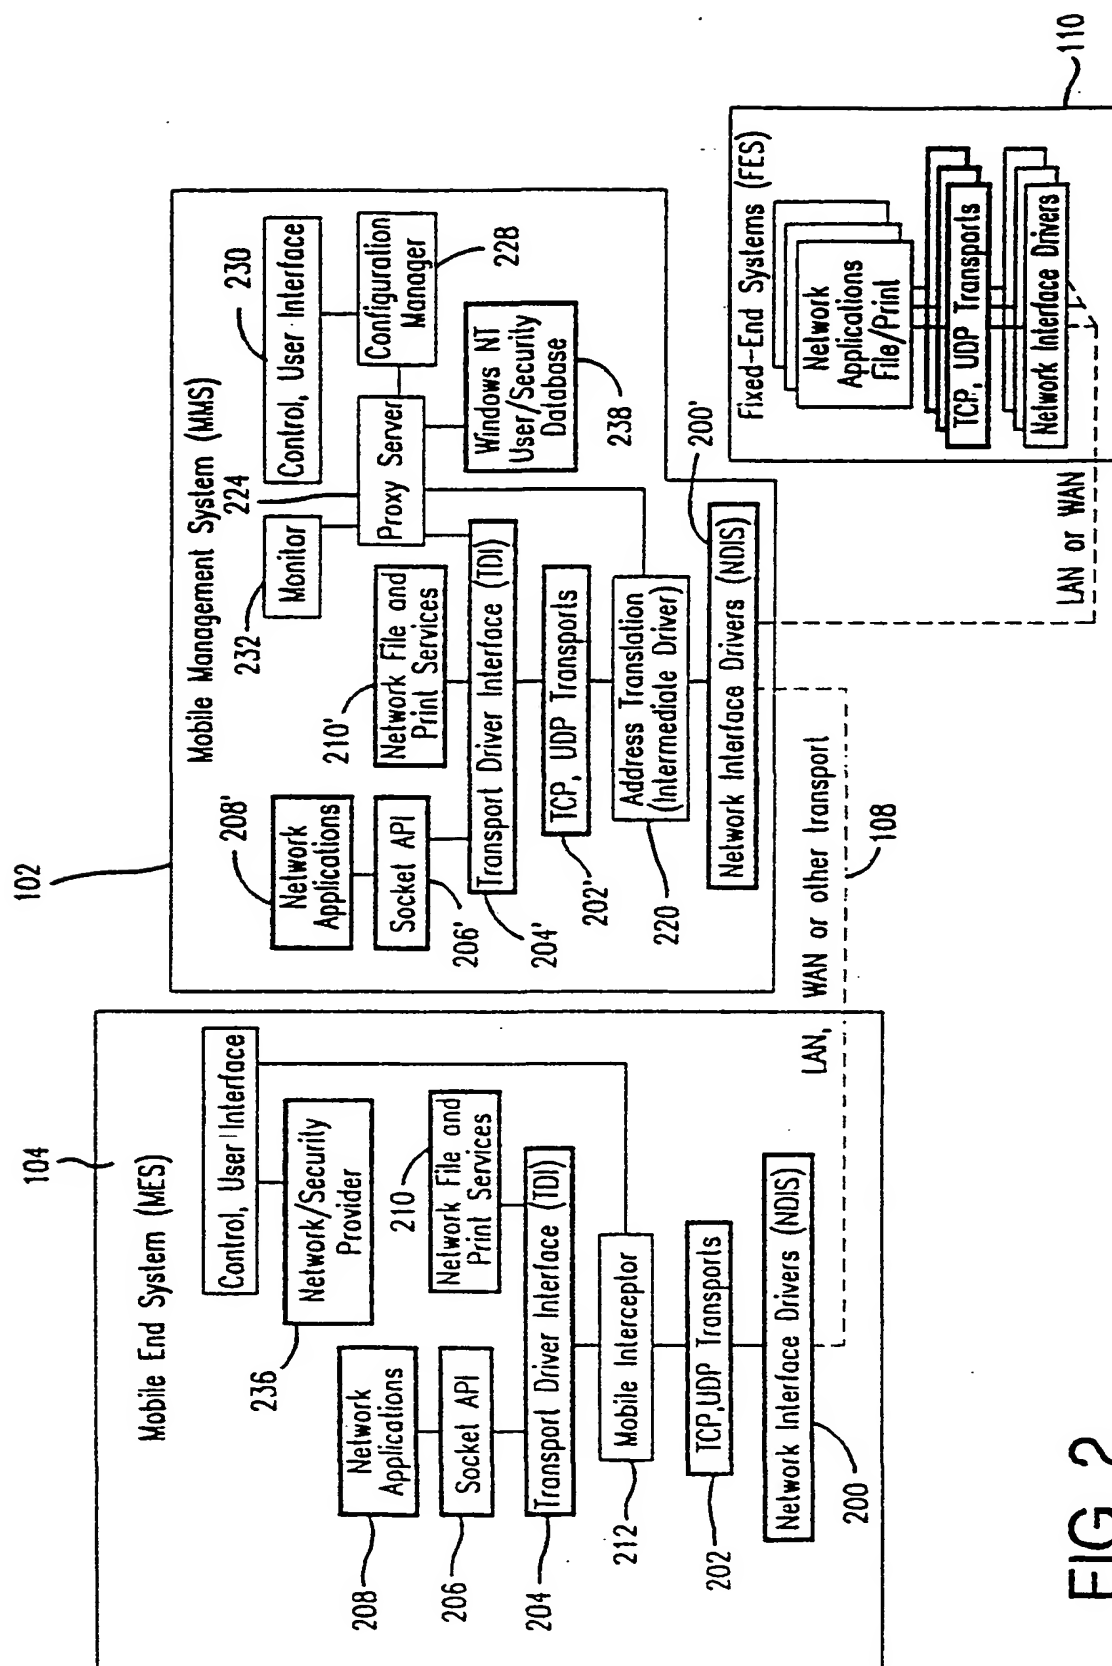 104
Mobile End System (MES)
Control, User Interface
Network/Security
Provider
236
208
Network
Applications
210
Network File and
Print Services
206
Socket API
204
Transport Driver Interface (TDI)
212
Mobile Interceptor
202
TCP,UDP Transports
Network Interface Drivers (NDIS)
200
LAN, WAN or other transport
108
102
Mobile Management System (MMS)
208'
Network
Applications
232
Monitor
224
230
Control, User Interface
Socket API
206'
210'
Network File and
Print Services
Proxy Server
Configuration
Manager
228
Windows NT
User/Security
Database
238
Transport Driver Interface (TDI)
204'
TCP, UDP Transports
202'
Address Translation
(Intermediate Driver)
220
Network Interface Drivers (NDIS)
200'
LAN or WAN
Fixed-End Systems (FES)
Network
Applications
File/Print
TCP, UDP Transports
Network Interface Drivers
110
FIG. 2